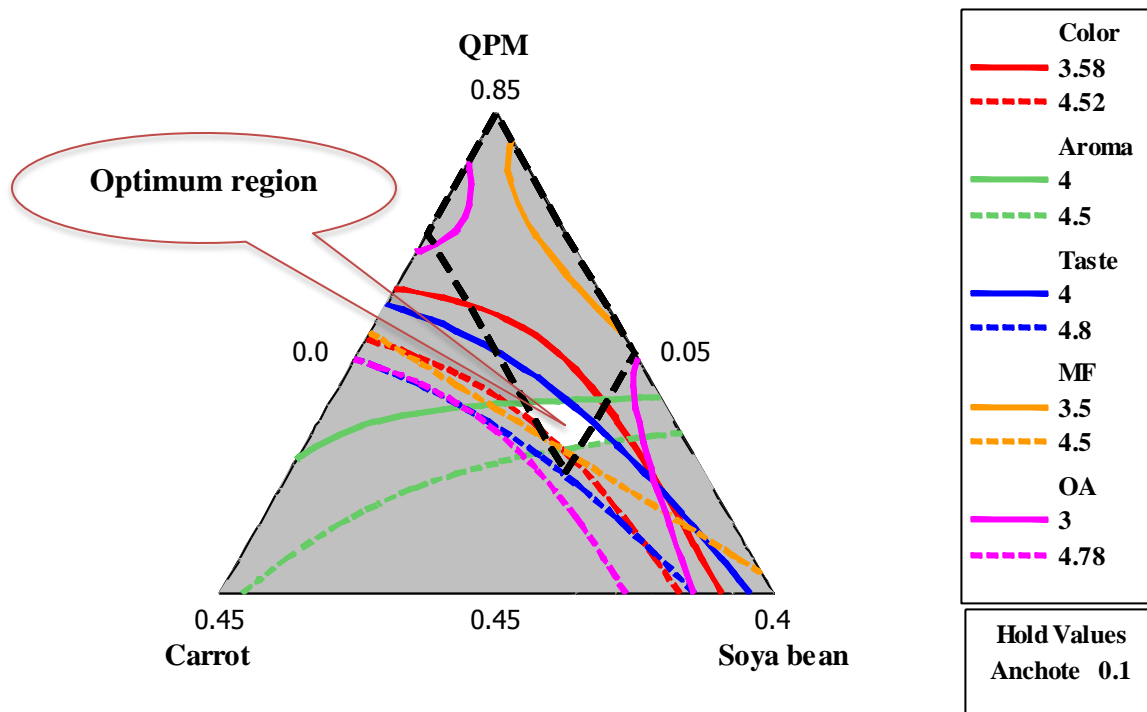 QPM
0.85
Optimum region
0.0
0.05
0.45
0.45
0.4
Carrot
Soya bean
Color
3.58
4.52
Aroma
4
4.5
Taste
4
4.8
MF
3.5
4.5
OA
3
4.78
Hold Values
Anchote 0.1